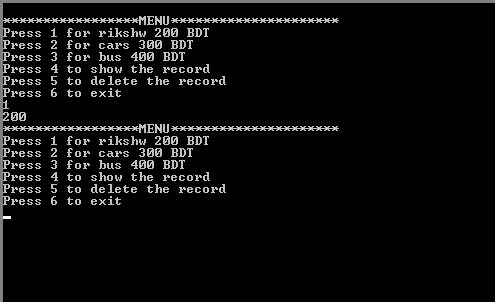 *****************MENU*********************
Press 1 for rikshw 200 BDT
Press 2 for cars 300 BDT
Press 3 for bus 400 BDT
Press 4 to show the record
Press 5 to delete the record
Press 6 to exit
1
200
*****************MENU*********************
Press 1 for rikshw 200 BDT
Press 2 for cars 300 BDT
Press 3 for bus 400 BDT
Press 4 to show the record
Press 5 to delete the record
Press 6 to exit